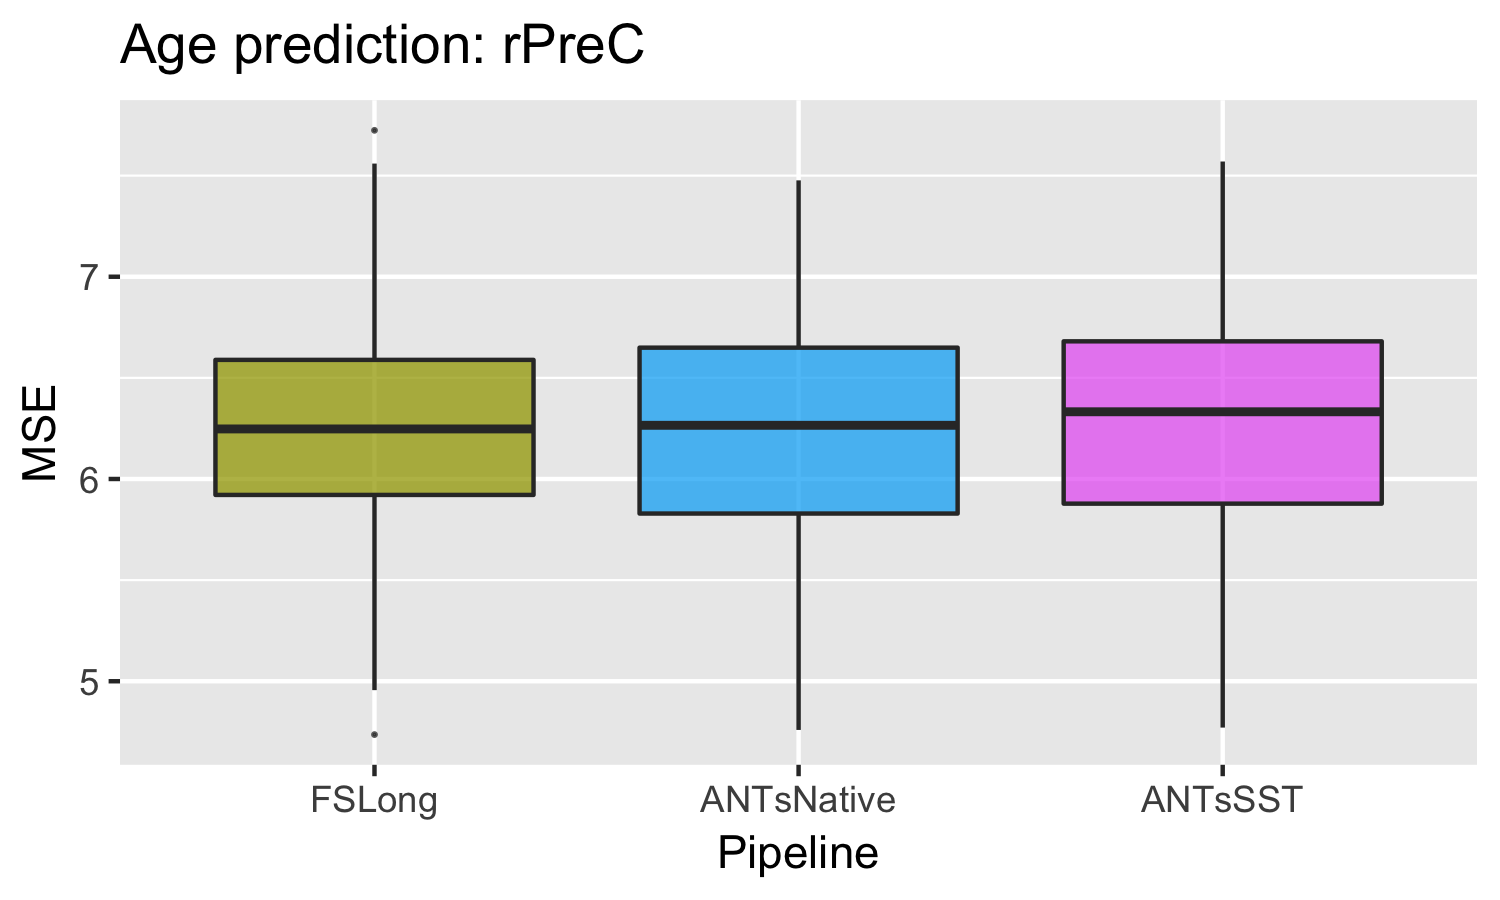 Age prediction: rPreC
MSE
7
6
5
FSLong ANTsNative ANTsSST
Pipeline